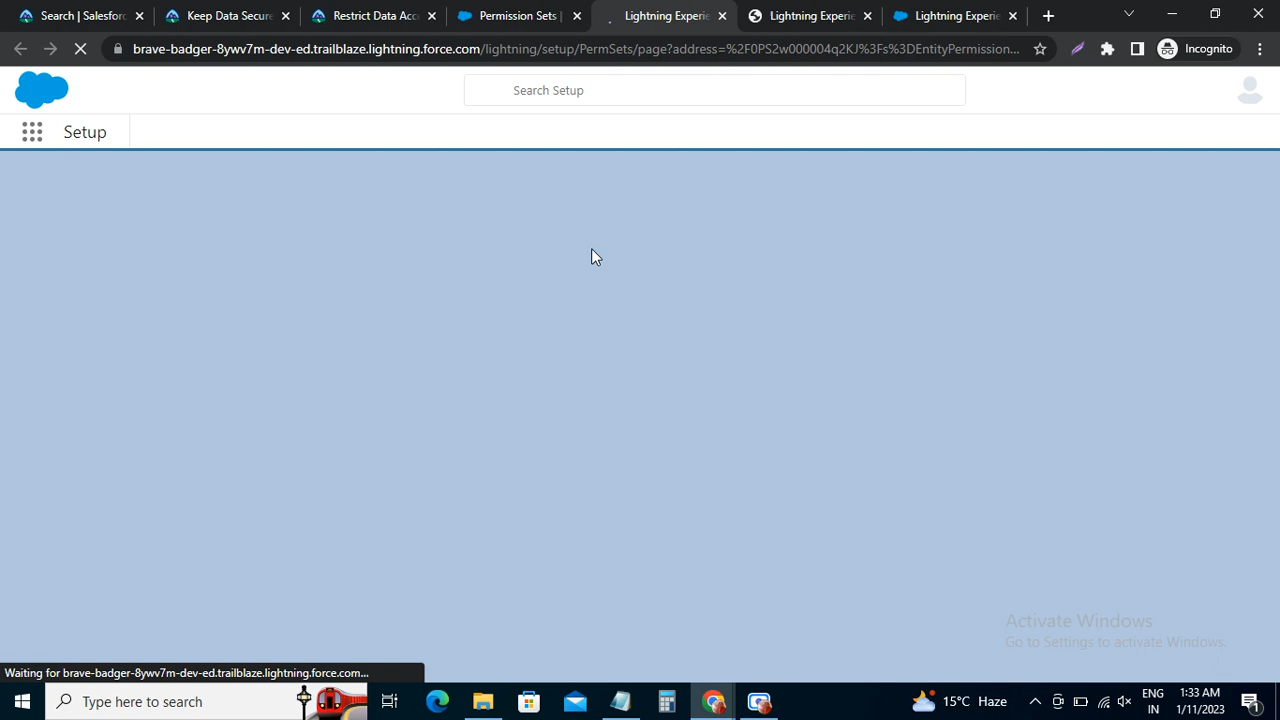 Search | Salesforc
Keep Data Secure
Restrict Data Acc
Permission Sets |
Lightning Experie
Lightning Experie
Lightning Experie
brave-badger-8ywv7m-dev-ed.trailblaze.lightning.force.com/lightning/setup/PermSets/page?address=%2F0PS2w000004q2KJ%3Fs%3DEntityPermission...
Incognito
Search Setup
Setup
Activate Windows
Go to Settings to activate Windows.
Waiting for brave-badger-8ywv7m-dev-ed.trailblaze.lightning.force.com...
Type here to search
15°C Haze
ENG
IN
1:33 AM
1/11/2023
1